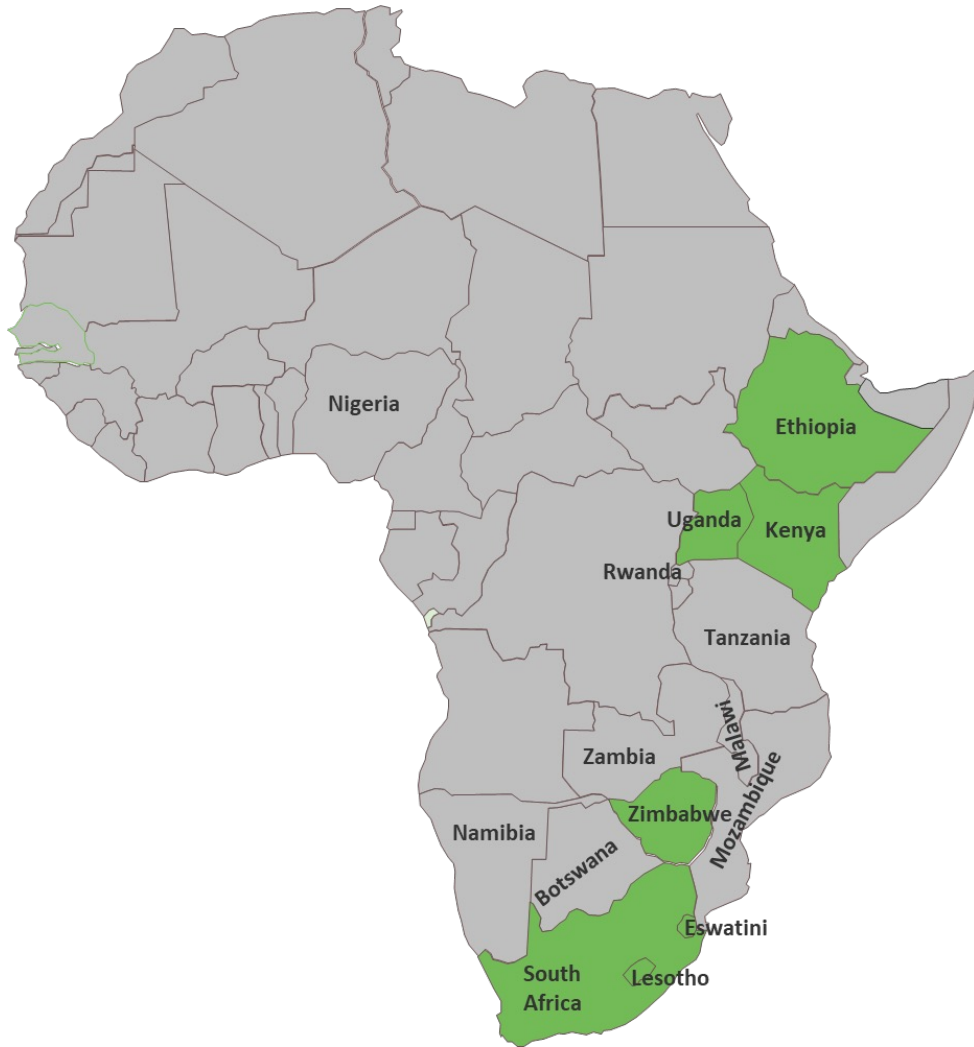 Nigeria
Ethiopia
Uganda
Kenya
Rwanda
Tanzania
Malawi
Zambia
Mozambique
Zimbabwe
Namibia
Botswana
Eswatini
South
Africa
Lesotho